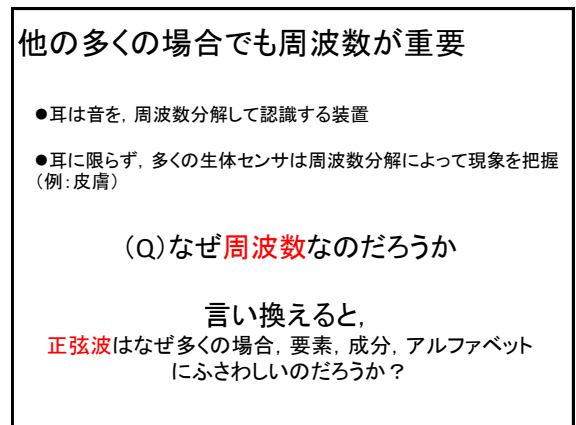 他の多くの場合でも周波数が重要
●耳は音を，周波数分解して認識する装置
●耳に限らず，多くの生体センサは周波数分解によって現象を把握
（例：皮膚）
（Q）なぜ周波数なのだろうか
言い換えると，
正弦波はなぜ多くの場合，要素，成分，アルファベット
にふさわしいのだろうか？